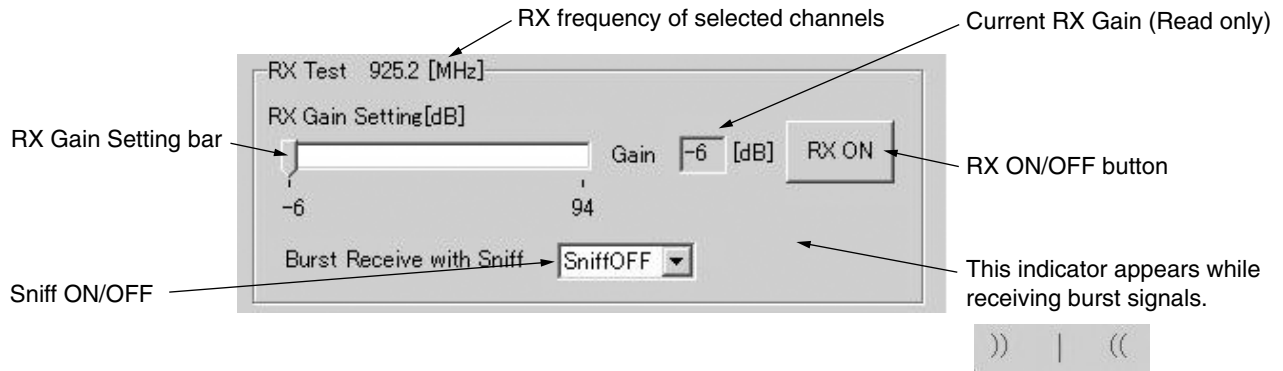 RX frequency of selected channels
Current RX Gain (Read only)
RX Test 925.2 [MHz]
RX Gain Setting[dB]
RX Gain Setting bar
Gain -6 [dB] RX ON
RX ON/OFF button
-6 94
Burst Receive with Sniff SniffOFF
This indicator appears while
receiving burst signals.
Sniff ON/OFF
)) | ((